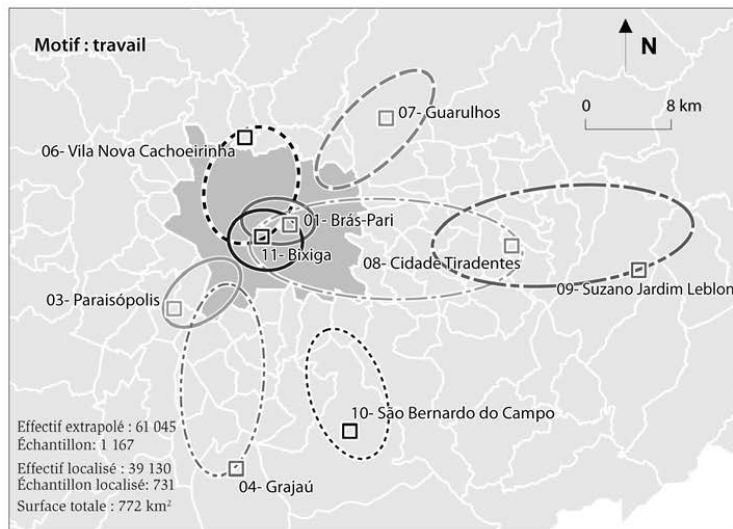 Motif : travail
N
0 8 km
07- Guarulhos
06- Vila Nova Cachoeirinha
01- Brás-Pari
11- Bixiga
08- Cidade Tiradentes
09- Suzano Jardim Leblon
03- Paraisópolis
10- São Bernardo do Campo
Effectif extrapolé : 61 045
Échantillon: 1 167
Effectif localisé : 39 130
Échantillon localisé: 731
Surface totale : 772 km²
04- Grajaú